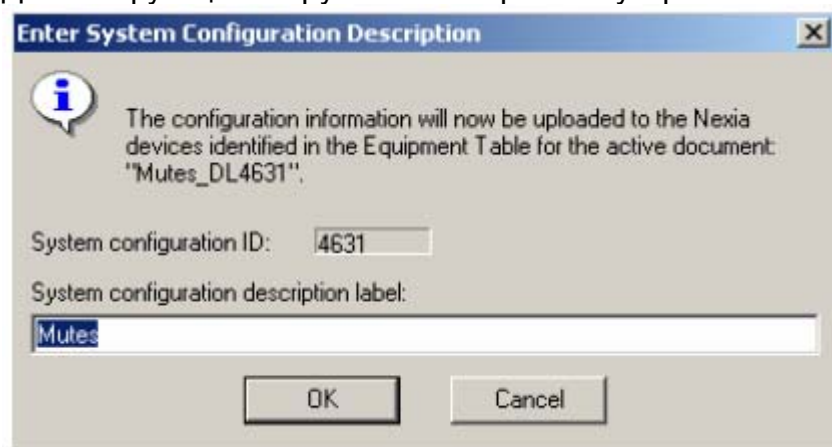 Enter System Configuration Description
The configuration information will now be uploaded to the Nexia
devices identified in the Equipment Table for the active document:
"Mutes_DL4631".
System configuration ID: 4631
System configuration description label:
Mutes
OK Cancel